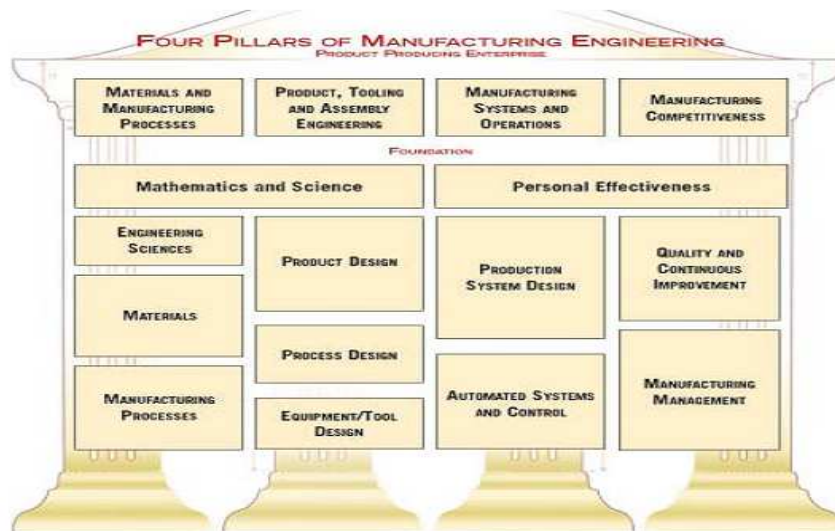 Four Pillars of Manufacturing Engineering
Product Producing Enterprise
Materials and
Manufacturing
Processes
Product, Tooling
and Assembly
Engineering
Manufacturing
Systems and
Operations
Manufacturing
Competitiveness
Foundation
Mathematics and Science
Personal Effectiveness
Engineering
Sciences
Materials
Manufacturing
Processes
Product Design
Process Design
Equipment/Tool
Design
Production
System Design
Automated Systems
and Control
Quality and
Continuous
Improvement
Manufacturing
Management